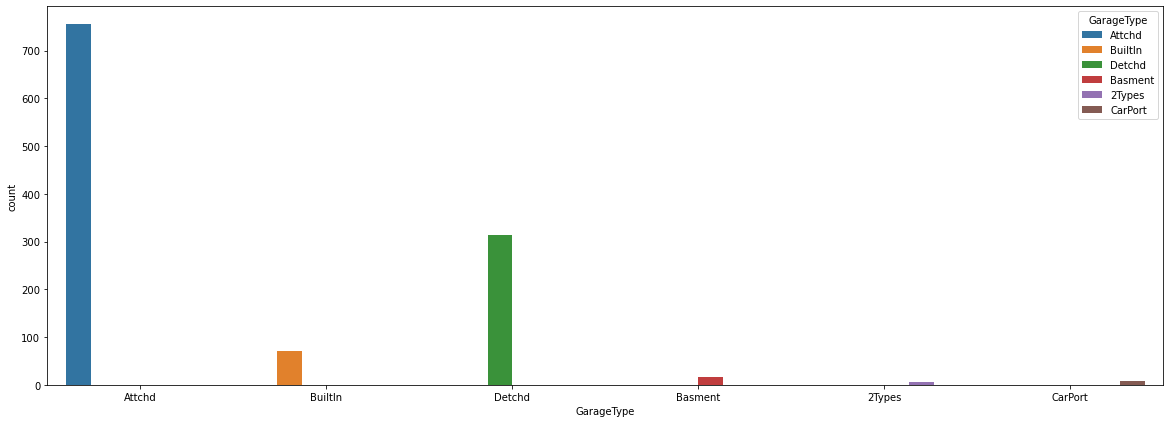 GarageType
Attchd
BuiltIn
Detchd
Basment
2Types
CarPort
700
600
500
400
300
200
100
0
count
Attchd BuiltIn Detchd Basment 2Types CarPort
GarageType